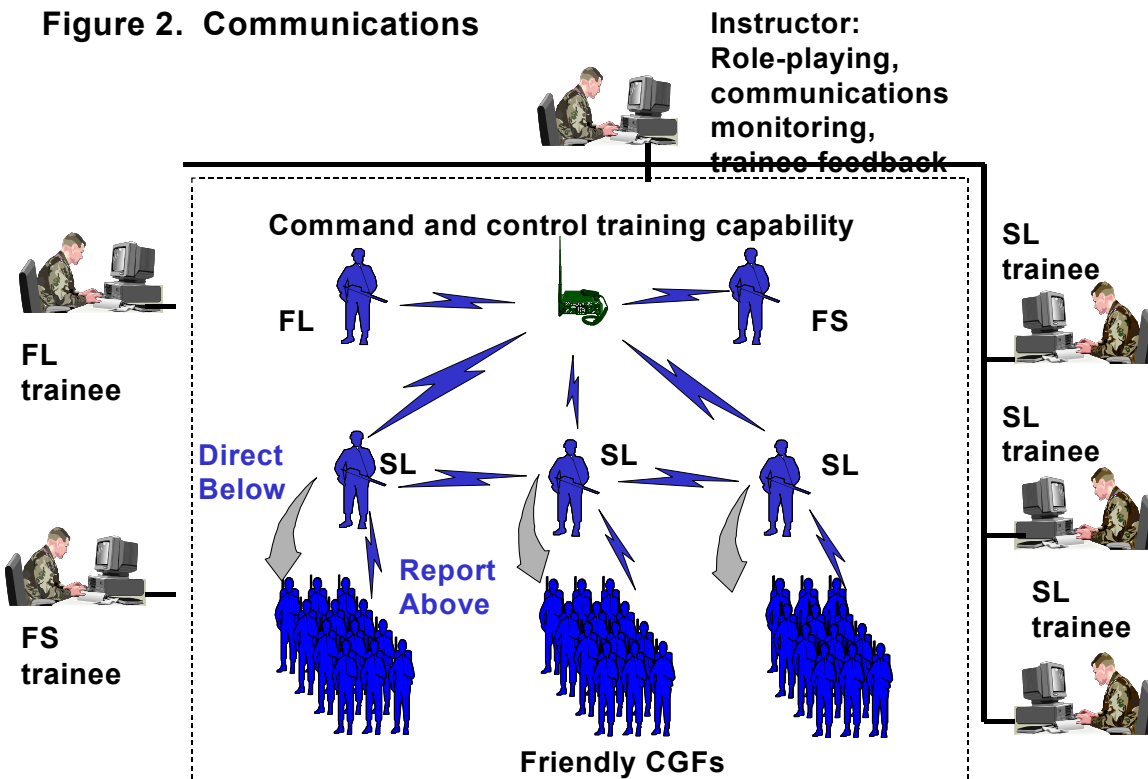 Figure 2.  Communications
Instructor:
Role-playing,
communications
monitoring,
trainee feedback
Command and control training capability
FL
FS
FL
trainee
FS
trainee
SL
trainee
SL
trainee
SL
trainee
Direct
Below
SL
SL
SL
Report
Above
Friendly CGFs